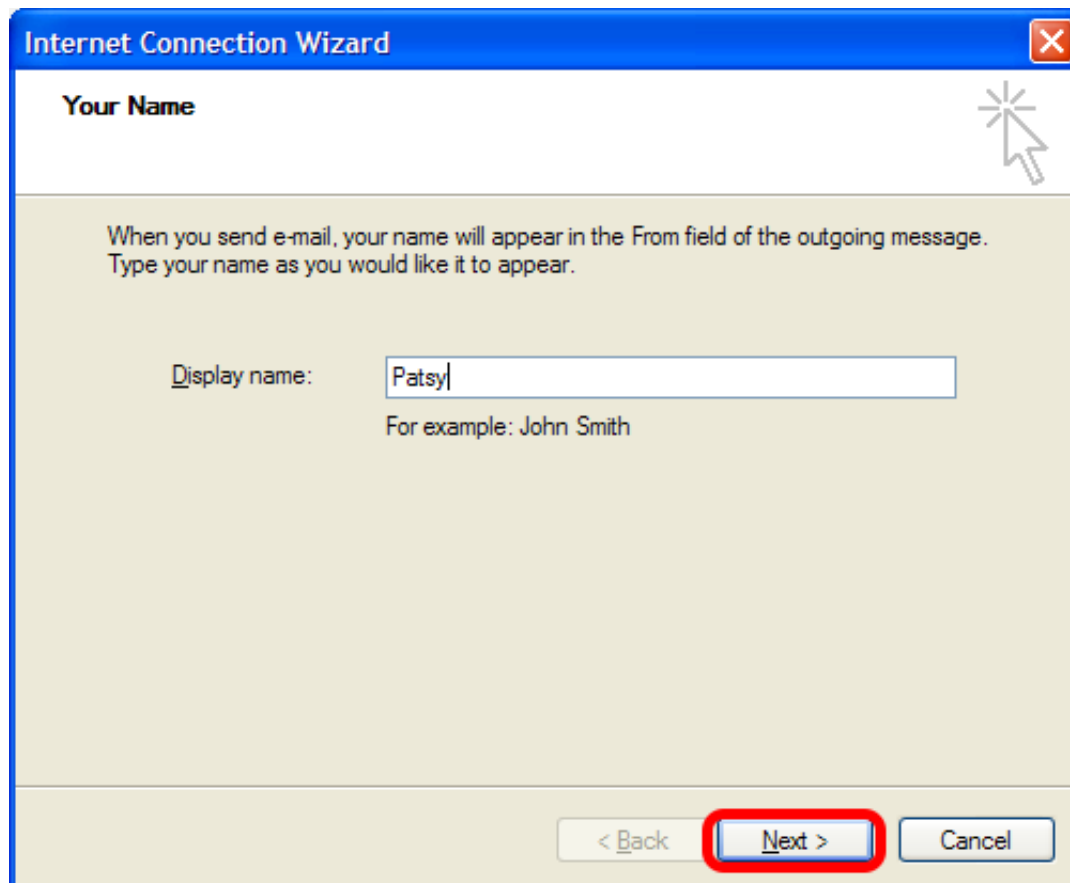 Internet Connection Wizard
Your Name
When you send e-mail, your name will appear in the From field of the outgoing message.
Type your name as you would like it to appear.
Display name: Patsy
For example: John Smith
< Back Next > Cancel